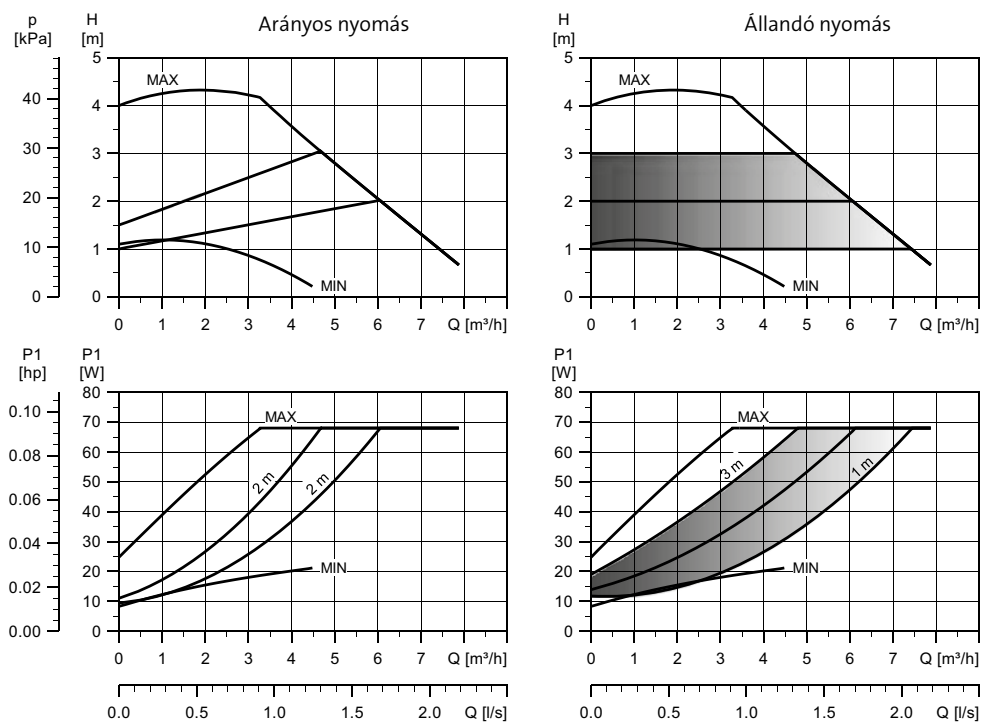 Arányos nyomás
p
[kPa]
H
[m]
40
30
20
10
0
5
4
3
2
1
0
MAX
MIN
0 1 2 3 4 5 6 7 Q [m³/h]
Állandó nyomás
H
[m]
5
4
3
2
1
0
MAX
MIN
0 1 2 3 4 5 6 7 Q [m³/h]
P1
[hp]
P1
[W]
0.10
0.08
0.06
0.04
0.02
0.00
80
70
60
50
40
30
20
10
0
MAX
2 m
2 m
MIN
0 1 2 3 4 5 6 7 Q [m³/h]
0.0 0.5 1.0 1.5 2.0 Q [l/s]
P1
[W]
80
70
60
50
40
30
20
10
0
MAX
3 m
1 m
MIN
0 1 2 3 4 5 6 7 Q [m³/h]
0.0 0.5 1.0 1.5 2.0 Q [l/s]